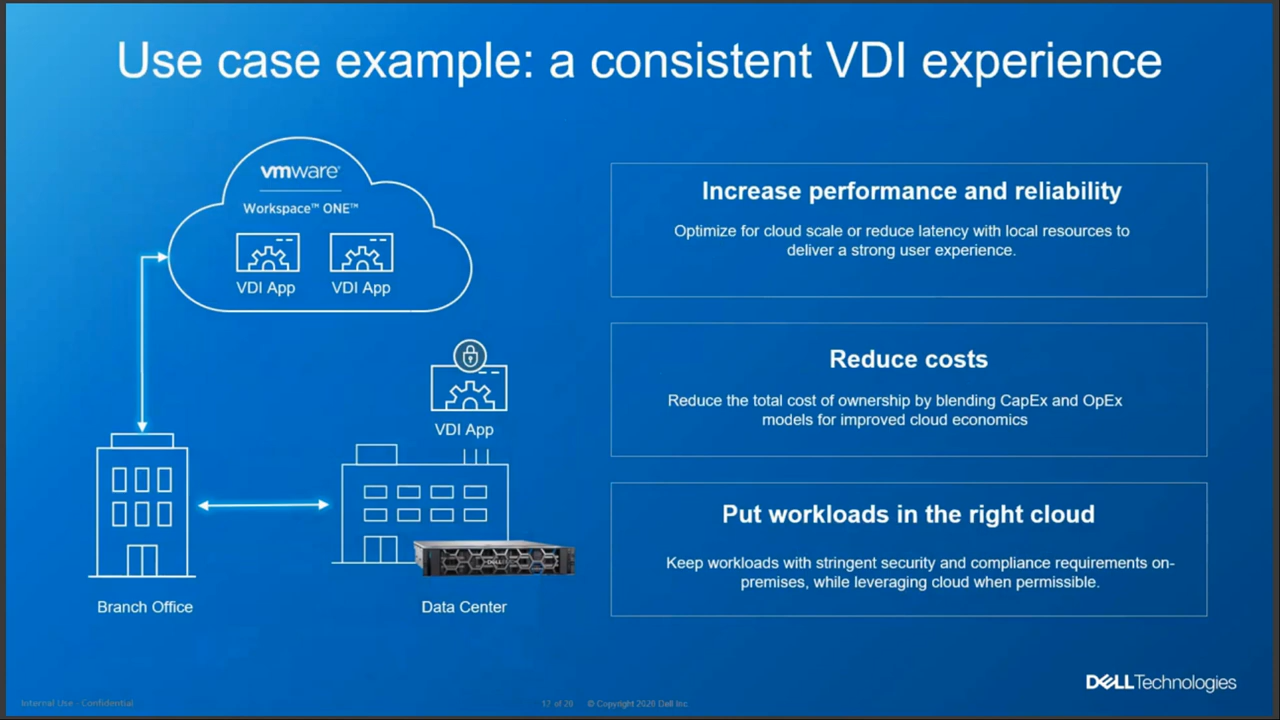 Use case example: a consistent VDI experience
vmware®
Workspace™ ONE™
VDI App
VDI App
VDI App
Branch Office
Data Center
DELL
Increase performance and reliability
Optimize for cloud scale or reduce latency with local resources to
deliver a strong user experience.
Reduce costs
Reduce the total cost of ownership by blending CapEx and OpEx
models for improved cloud economics
Put workloads in the right cloud
Keep workloads with stringent security and compliance requirements on-
premises, while leveraging cloud when permissible.
DELL Technologies
Internal Use - Confidential
17 of 20
© Copyright 2020 Dell Inc.